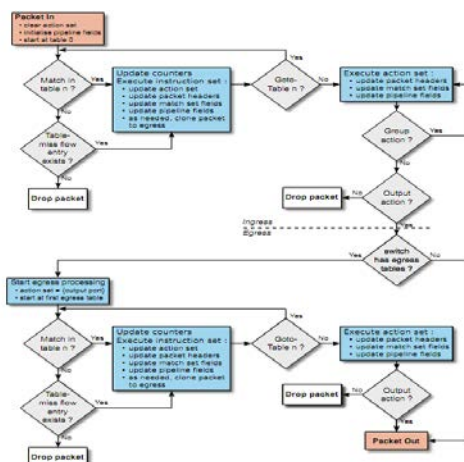 Packet In
• clear action set
• initialise pipeline fields
• start at table 0
Match in
table n ?
Yes
No
Update counters
Execute instruction set :
• update action set
• update packet headers
• update match set fields
• update pipeline fields
• as needed, clone packet
to egress
Goto-
Table n ?
Yes
No
Execute action set :
• update packet headers
• update match set fields
• update pipeline fields
Table-
miss flow
entry
exists ?
Yes
No
Drop packet
Group
action ?
Yes
No
Output
action ?
No
Drop packet
Yes
Ingress
Egress
switch
has egress
tables ?
Yes
No
Start egress processing
• action set = {output port}
• start at first egress table
Match in
table n ?
Yes
No
Update counters
Execute instruction set :
• update action set
• update packet headers
• update match set fields
• update pipeline fields
• as needed, clone packet
to egress
Goto-
Table n ?
Yes
No
Execute action set :
• update packet headers
• update match set fields
• update pipeline fields
Table-
miss flow
entry
exists ?
Yes
No
Drop packet
Output
action ?
No
Drop packet
Yes
Packet Out